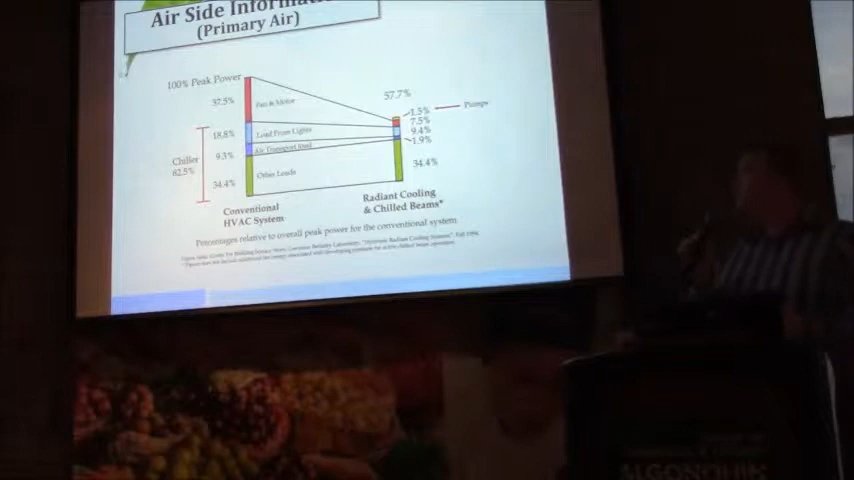 Air Side Informati
(Primary Air)
100% Peak Power
37.5%
Fan & Motor
18.8%
Load From Lights
9.3%
Air Transport load
Chiller
82.5%
34.4%
Other Loads
Conventional
HVAC System
57.7%
1.5%
Pumps
7.5%
9.4%
1.9%
34.4%
Radiant Cooling
& Chilled Beams*
Percentages relative to overall peak power for the conventional system.
ALGONQUIN